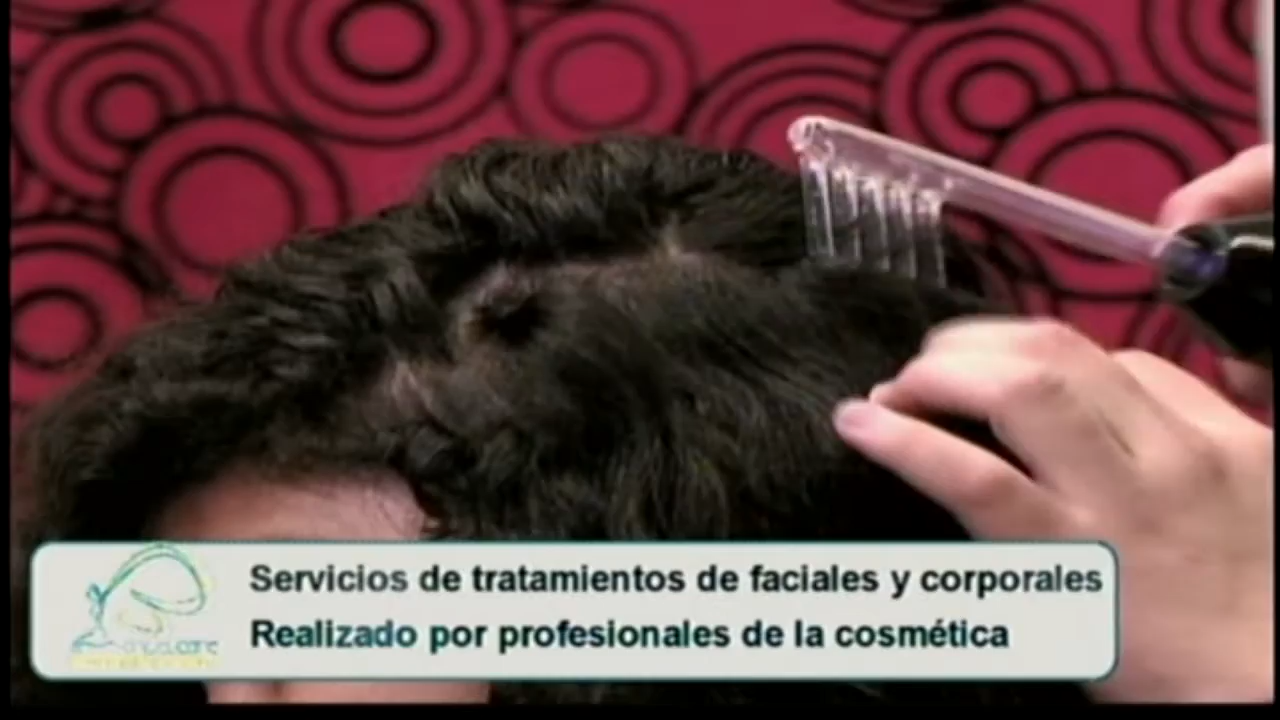 Servicios de tratamientos de faciales y corporales
Realizado por profesionales de la cosmética